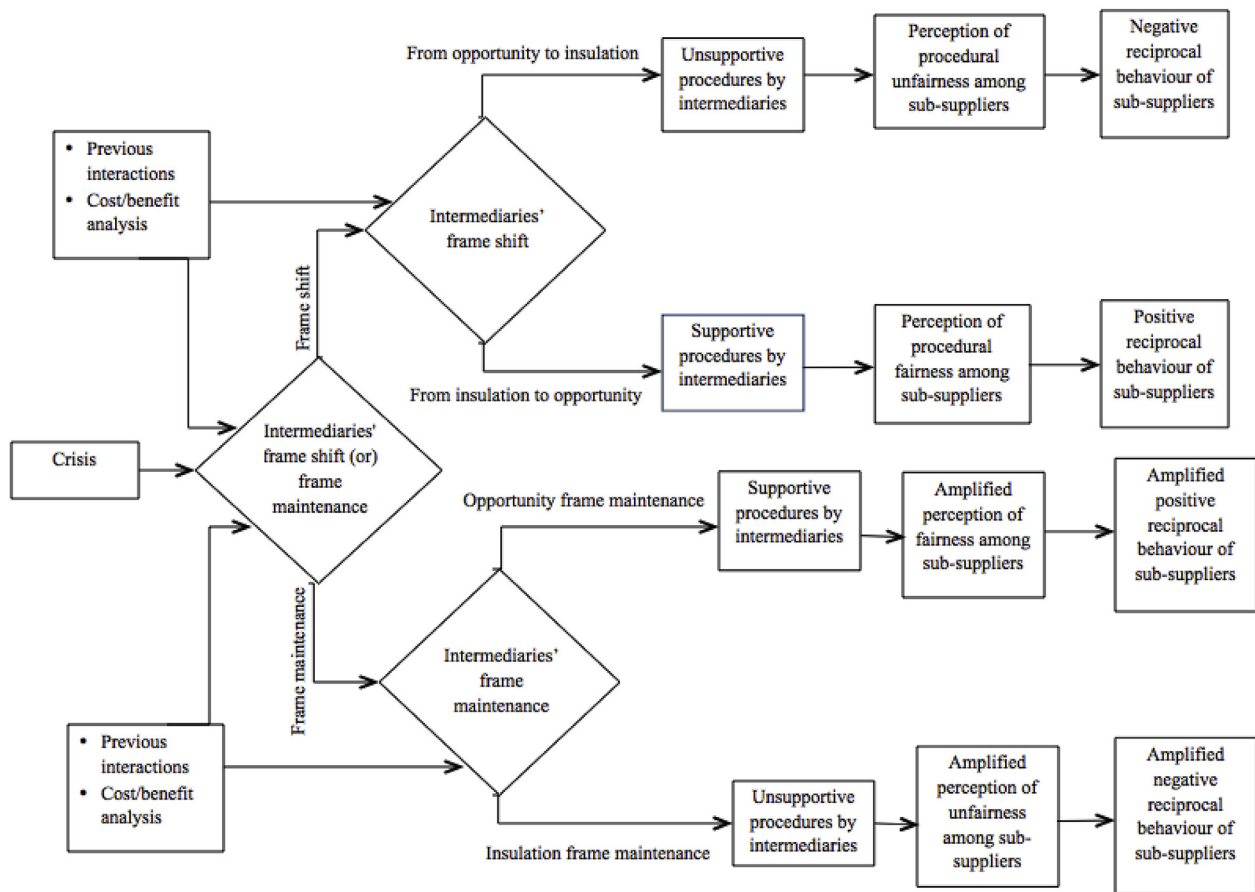 From opportunity to insulation
Unsupportive
procedures by
intermediaries
Perception of
procedural
unfairness among
sub-suppliers
Negative
reciprocal
behaviour of
sub-suppliers
• Previous
interactions
• Cost/benefit
analysis
Intermediaries’
frame shift
Frame shift
From insulation to opportunity
Supportive
procedures by
intermediaries
Perception of
procedural
fairness among
sub-suppliers
Positive
reciprocal
behaviour of
sub-suppliers
Crisis
Intermediaries'
frame shift (or)
frame
maintenance
Opportunity frame maintenance
Supportive
procedures by
intermediaries
Amplified
perception of
fairness among
sub-suppliers
Amplified
positive
reciprocal
behaviour of
sub-suppliers
Frame maintenance
Intermediaries’
frame
maintenance
• Previous
interactions
• Cost/benefit
analysis
Insulation frame maintenance
Unsupportive
procedures by
intermediaries
Amplified
perception of
unfairness
among sub-
suppliers
Amplified
negative
reciprocal
behaviour of
sub-suppliers